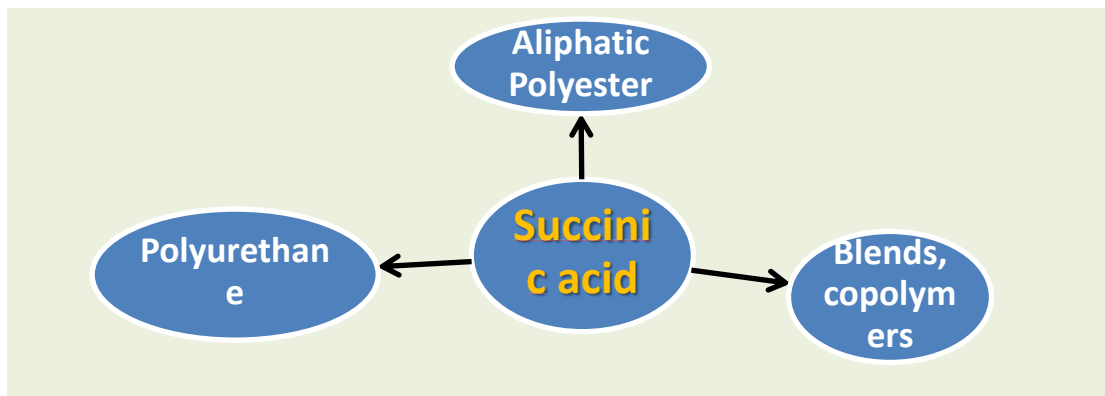 Aliphatic
Polyester
Succini
c acid
Polyurethan
e
Blends,
copolym
ers